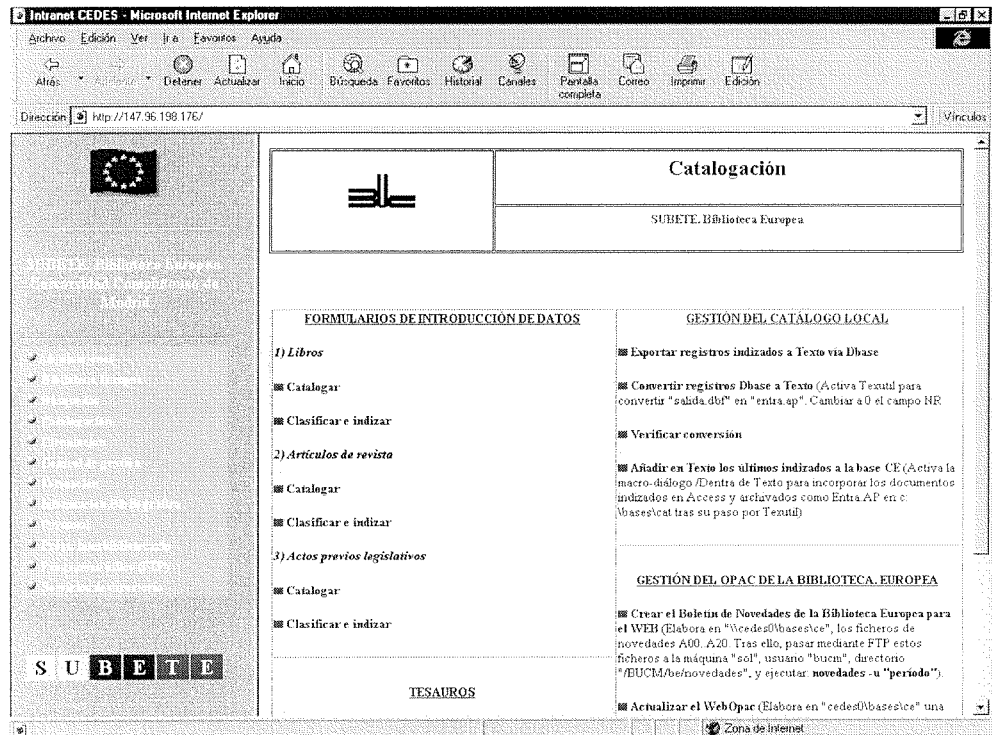 Intranet CEDES - Microsoft Internet Explorer
Archivo Edición Ver Ir a Favoritos Ayuda
Atrás Detener Actualizar Inicio Búsqueda Favoritos Historial Canales Pantalla completa Correo Imprimir Edición
Dirección http://147.96.198.176/ Vínculos
Catalogación
SUBETE. Biblioteca Europea
FORMULARIOS DE INTRODUCCIÓN DE DATOS
1) Libros
Catalogar
Clasificar e indizar
2) Artículos de revista
Catalogar
Clasificar e indizar
3) Actos previos legislativos
Catalogar
Clasificar e indizar
TESAUROS
GESTIÓN DEL CATÁLOGO LOCAL
Exportar registros indizados a Texto vía Dbase
Convertir registros Dbase a Texto (Activa Texutil para
convertir "salida.dbf" en "entra.ap". Cambiar a 0 el campo NR
Verificar conversión
Añadir en Texto los últimos indizados a la base CE (Activa la
macro-diálogo /Dentra de Texto para incorporar los documentos
indizados en Access y archivados como Entra.AP en c:
\bases\cat tras su paso por Texutil)
GESTIÓN DEL OPAC DE LA BIBLIOTECA. EUROPEA
Crear el Boletín de Novedades de la Biblioteca Europea para
el WEB (Elabora en "\\cedes0\bases\ce", los ficheros de
novedades A00, A20. Tras ello, pasar mediante FTP estos
ficheros a la máquina "sol", usuario "bucm", directorio
"/BUCM/be/novedades", y ejecutar: novedades -u "período").
Actualizar el WebOpac (Elabora en "cedes0\bases\ce" una
SUBETE
Zona de Internet